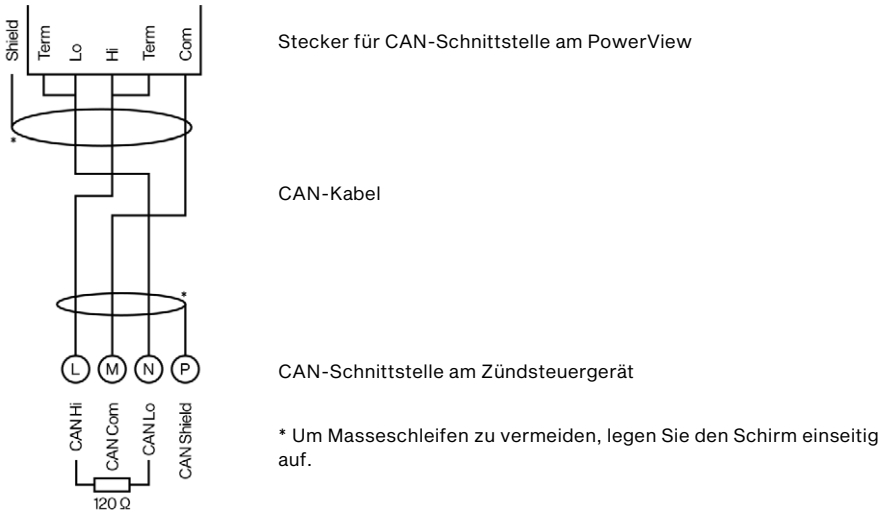 Shield
Term
Lo
Hi
Term
Com
Stecker für CAN-Schnittstelle am PowerView
*
CAN-Kabel
*
L
M
N
P
CAN-Schnittstelle am Zündsteuergerät
CAN Hi
CAN Com
CAN Lo
CAN Shield
* Um Masseschleifen zu vermeiden, legen Sie den Schirm einseitig
auf.
120 Ω